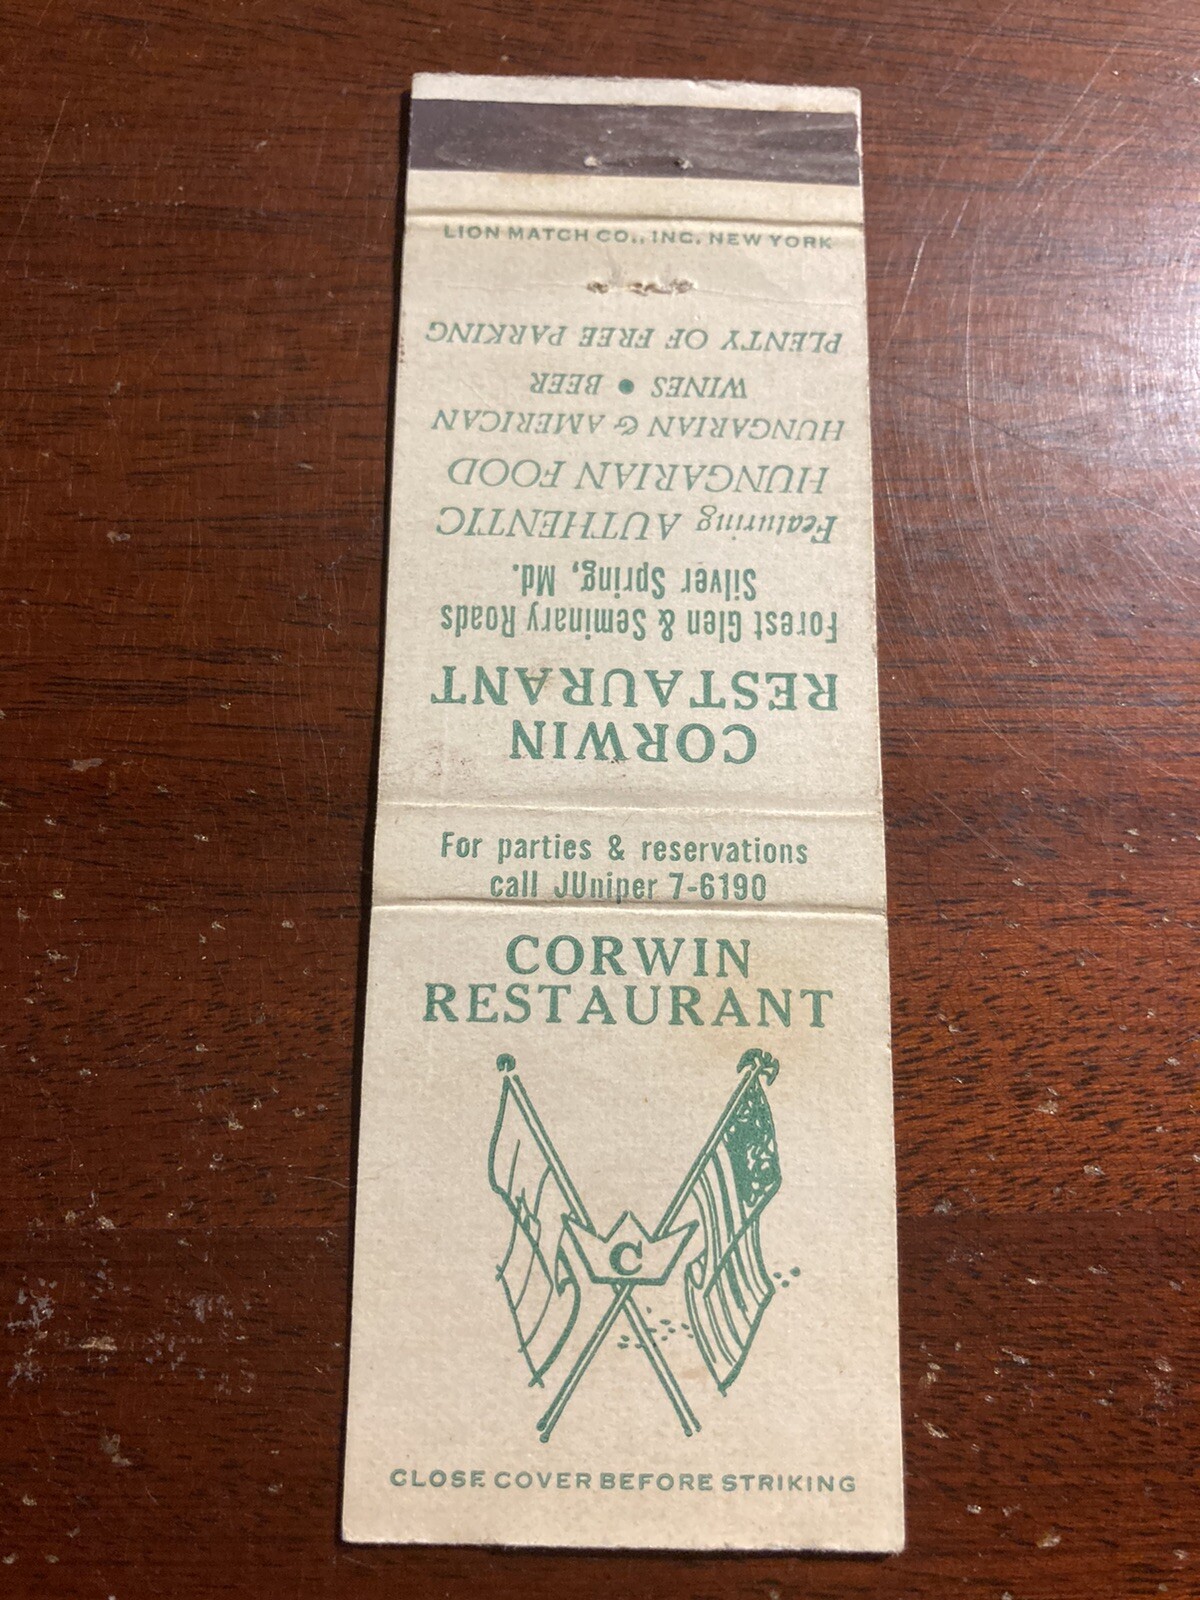 LION MATCH CO., INC. NEW YORK
CORWIN
RESTAURANT
Forest Glen & Seminary Roads
Silver Spring, Md.
Featuring AUTHENTIC
HUNGARIAN FOOD
HUNGARIAN & AMERICAN
WINES • BEER
PLENTY OF FREE PARKING
For parties & reservations
call JUniper 7-6190
CORWIN
RESTAURANT
C
CLOSE COVER BEFORE STRIKING